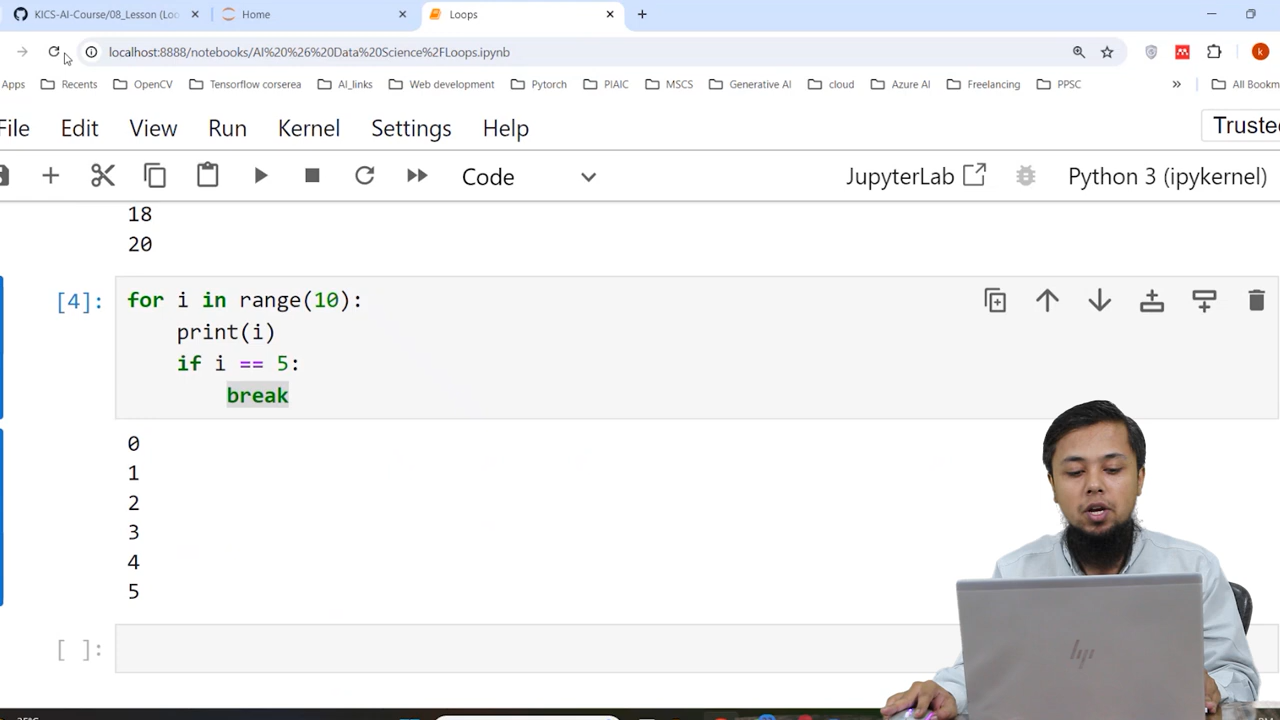 KICS-AI-Course/08_Lesson (Loo
Home
Loops
localhost:8888/notebooks/AI%20%26%20Data%20Science%2FLoops.ipynb
k
Apps
Recents
OpenCV
Tensorflow corserea
AI_links
Web development
Pytorch
PIAIC
MSCS
Generative AI
cloud
Azure AI
Freelancing
PPSC
»
All Bookm
File
Edit
View
Run
Kernel
Settings
Help
Truste
Code
JupyterLab
Python 3 (ipykernel)
18
20
[4]:
for i in range(10):
    print(i)
    if i == 5:
        break
0
1
2
3
4
5
[ ]:
hp